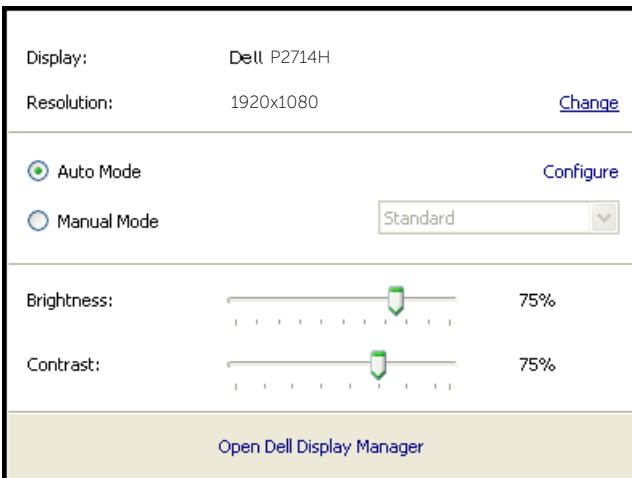 Display: Dell P2714H
Resolution: 1920x1080 Change
Auto Mode Configure
Manual Mode Standard
Brightness: 75%
Contrast: 75%
Open Dell Display Manager